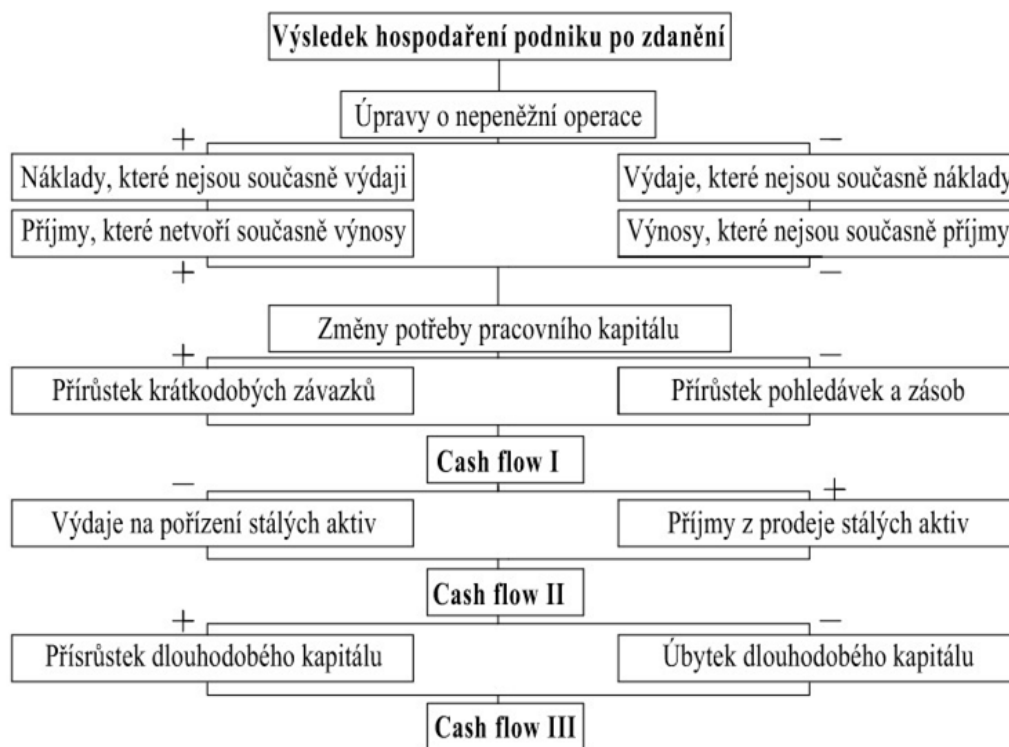 Výsledek hospodaření podniku po zdanění
Úpravy o nepeněžní operace
+ −
Náklady, které nejsou současně výdaji Výdaje, které nejsou současně náklady
Příjmy, které netvoří současně výnosy Výnosy, které nejsou současně příjmy
+ −
Změny potřeby pracovního kapitálu
+ −
Přírůstek krátkodobých závazků Přírůstek pohledávek a zásob
Cash flow I
− +
Výdaje na pořízení stálých aktiv Příjmy z prodeje stálých aktiv
Cash flow II
+ −
Přísrůstek dlouhodobého kapitálu Úbytek dlouhodobého kapitálu
Cash flow III